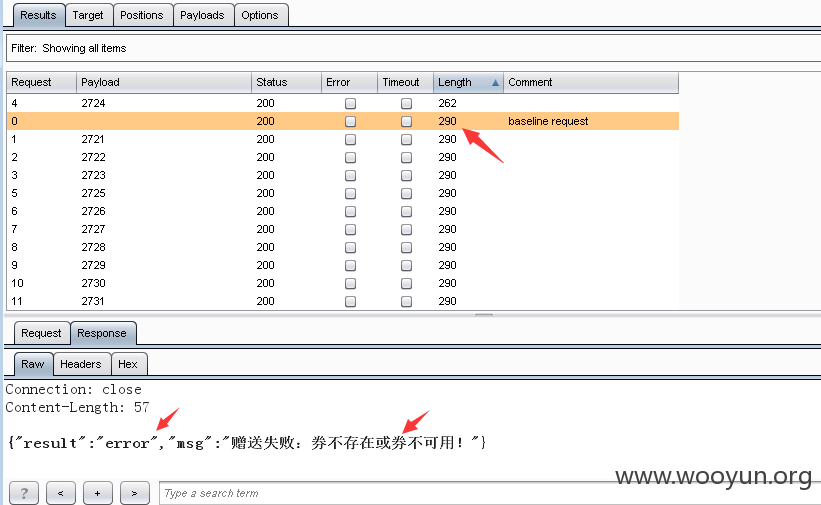 Results Target Positions Payloads Options
Filter: Showing all items
Request Payload Status Error Timeout Length Comment
4 2724 200 262
0 200 290 baseline request
1 2721 200 290
2 2722 200 290
3 2723 200 290
5 2725 200 290
6 2726 200 290
7 2727 200 290
8 2728 200 290
9 2729 200 290
10 2730 200 290
11 2731 200 290
Request Response
Raw Headers Hex
Connection: close
Content-Length: 57
{"result":"error","msg":"赠送失败：券不存在或券不可用！"}
www.wooyun.org
? < + > Type a search term